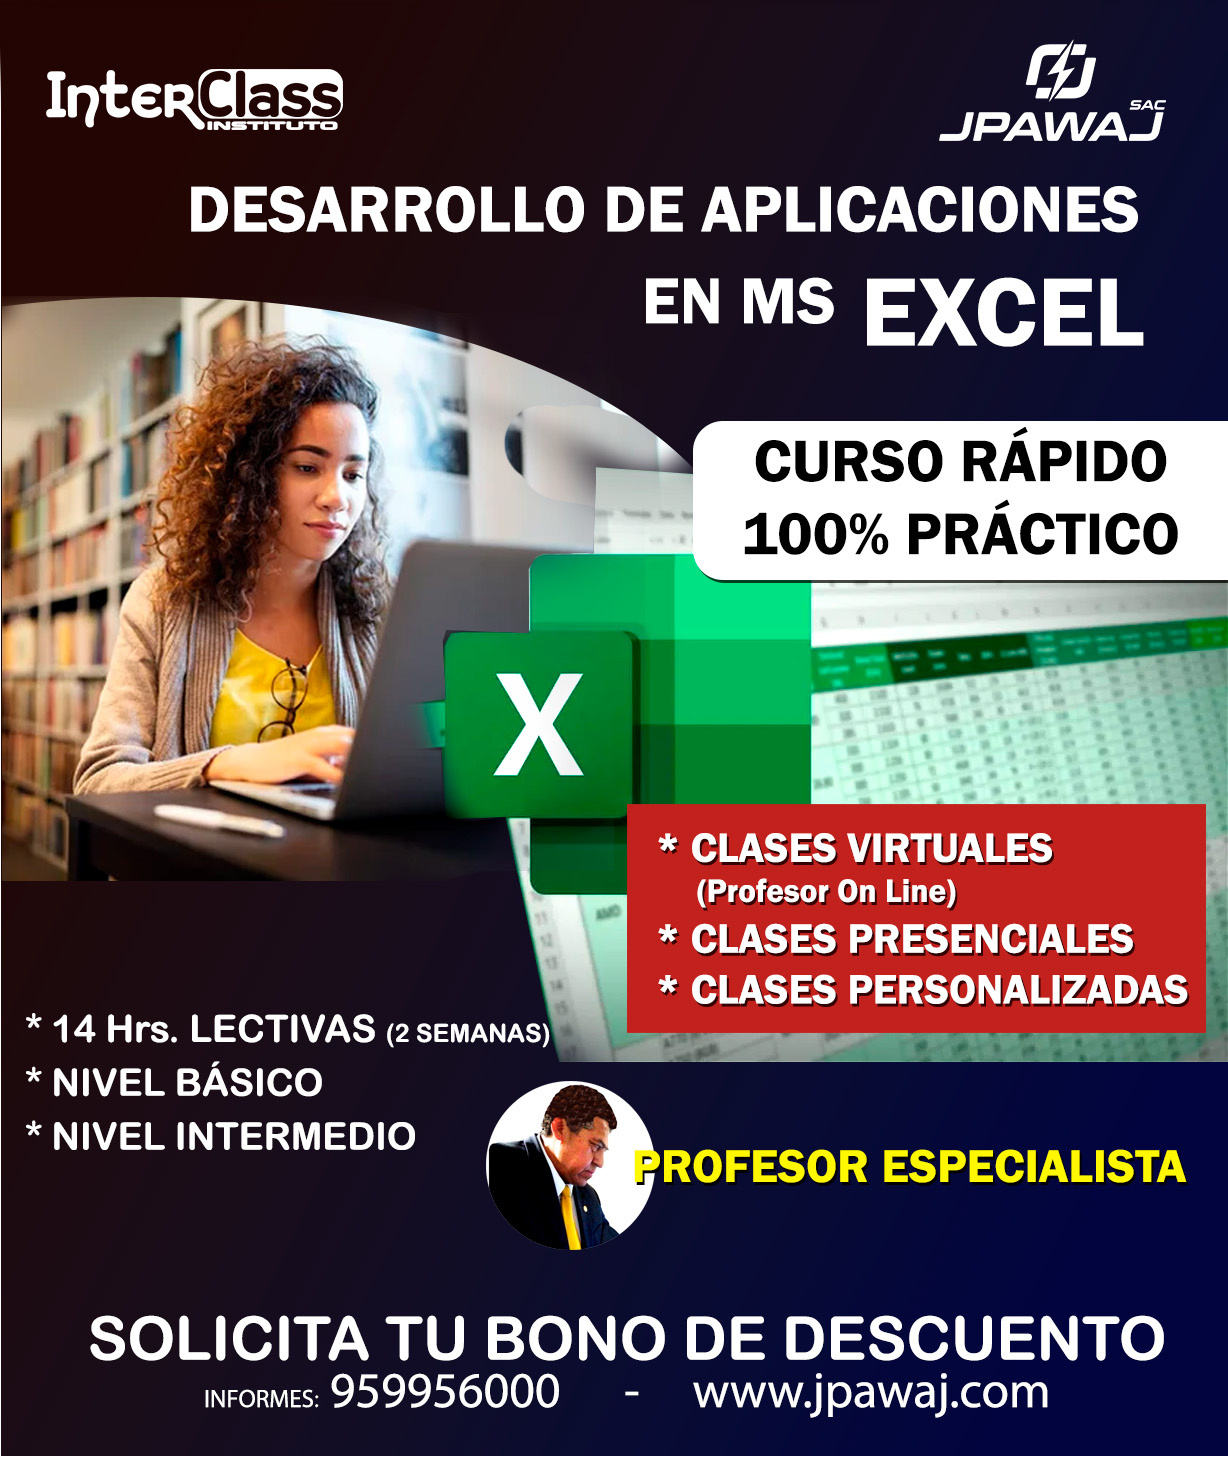 InterClass
INSTITUTO
JPAWAJ SAC
DESARROLLO DE APLICACIONES
EN MS EXCEL
CURSO RÁPIDO
100% PRÁCTICO
X
* CLASES VIRTUALES
(Profesor On Line)
* CLASES PRESENCIALES
* CLASES PERSONALIZADAS
* 14 Hrs. LECTIVAS (2 SEMANAS)
* NIVEL BÁSICO
* NIVEL INTERMEDIO
PROFESOR ESPECIALISTA
SOLICITA TU BONO DE DESCUENTO
INFORMES: 959956000 - www.jpawaj.com